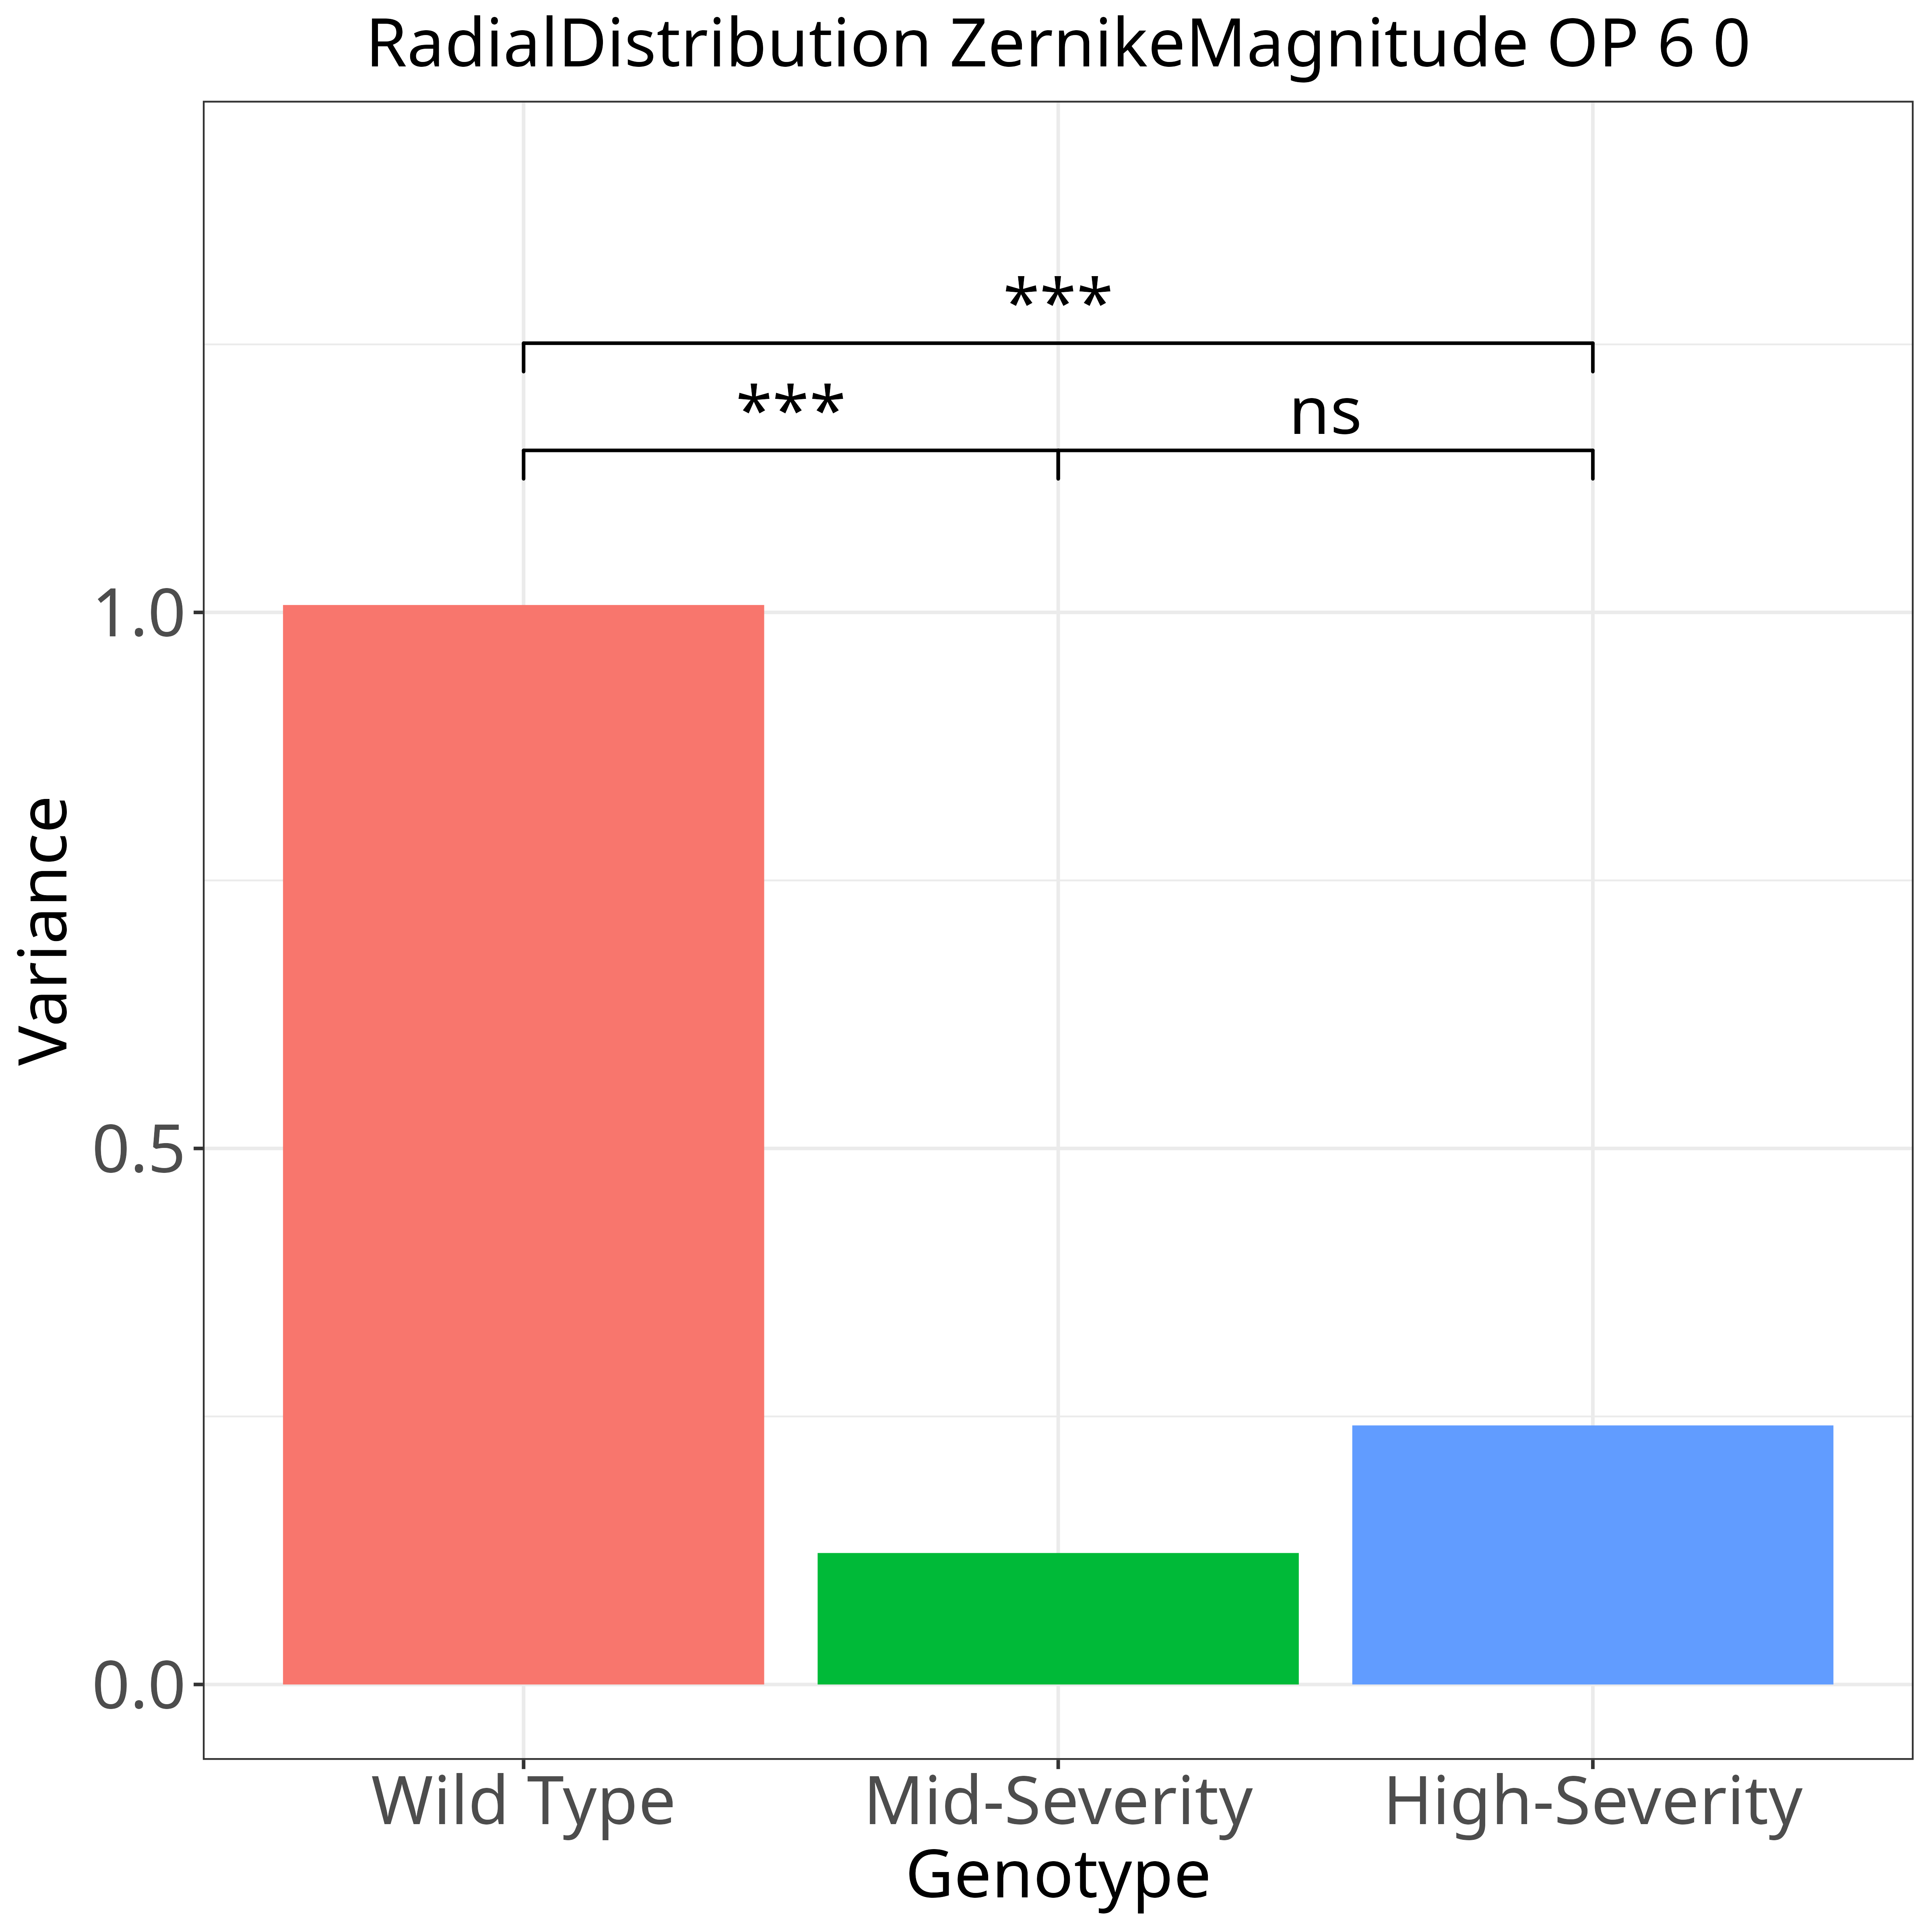 RadialDistribution ZernikeMagnitude OP 6 0
***
*** ns
1.0
0.5
0.0
Variance
Wild Type Mid-Severity High-Severity
Genotype